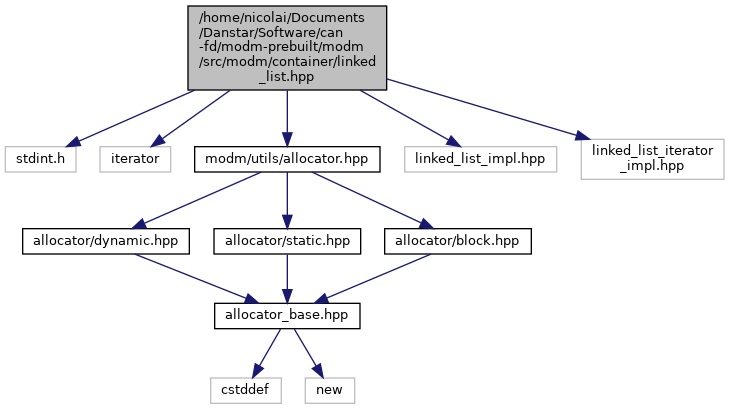 /home/nicolai/Documents
/Danstar/Software/can
-fd/modm-prebuilt/modm
/src/modm/container/linked
_list.hpp
stdint.h
iterator
modm/utils/allocator.hpp
linked_list_impl.hpp
linked_list_iterator
_impl.hpp
allocator/dynamic.hpp
allocator/static.hpp
allocator/block.hpp
allocator_base.hpp
cstddef
new